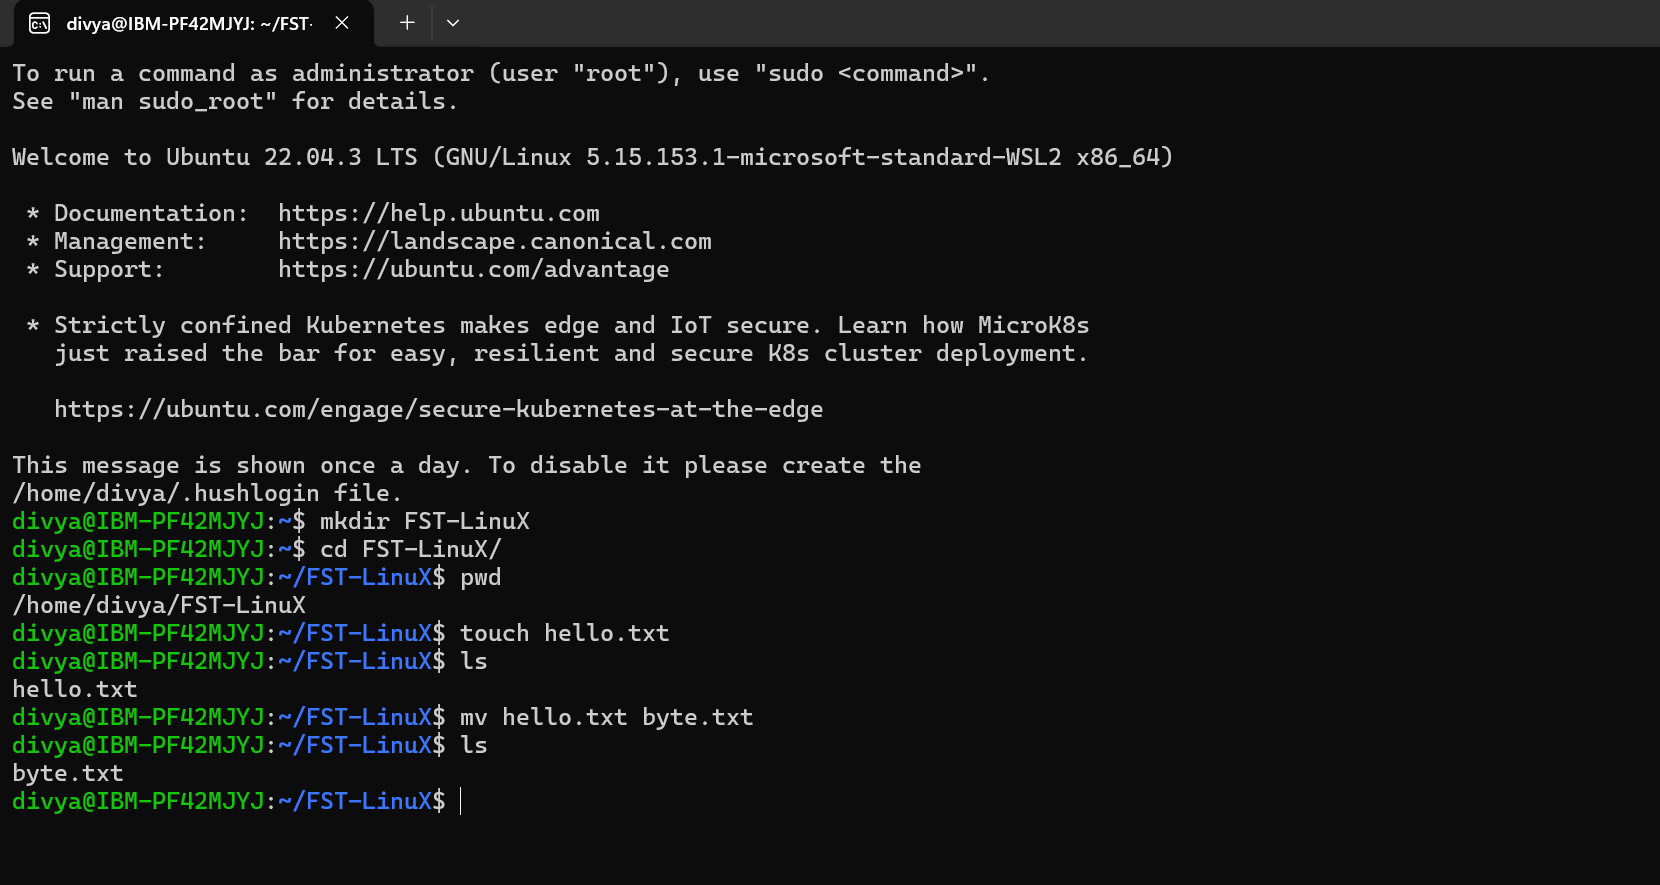 divya@IBM-PF42MJYJ: ~/FST-
To run a command as administrator (user "root"), use "sudo <command>".
See "man sudo_root" for details.
Welcome to Ubuntu 22.04.3 LTS (GNU/Linux 5.15.153.1-microsoft-standard-WSL2 x86_64)
* Documentation:  https://help.ubuntu.com
* Management:     https://landscape.canonical.com
* Support:        https://ubuntu.com/advantage
* Strictly confined Kubernetes makes edge and IoT secure. Learn how MicroK8s
just raised the bar for easy, resilient and secure K8s cluster deployment.
https://ubuntu.com/engage/secure-kubernetes-at-the-edge
This message is shown once a day. To disable it please create the
/home/divya/.hushlogin file.
divya@IBM-PF42MJYJ:~$ mkdir FST-LinuX
divya@IBM-PF42MJYJ:~$ cd FST-LinuX/
divya@IBM-PF42MJYJ:~/FST-LinuX$ pwd
/home/divya/FST-LinuX
divya@IBM-PF42MJYJ:~/FST-LinuX$ touch hello.txt
divya@IBM-PF42MJYJ:~/FST-LinuX$ ls
hello.txt
divya@IBM-PF42MJYJ:~/FST-LinuX$ mv hello.txt byte.txt
divya@IBM-PF42MJYJ:~/FST-LinuX$ ls
byte.txt
divya@IBM-PF42MJYJ:~/FST-LinuX$